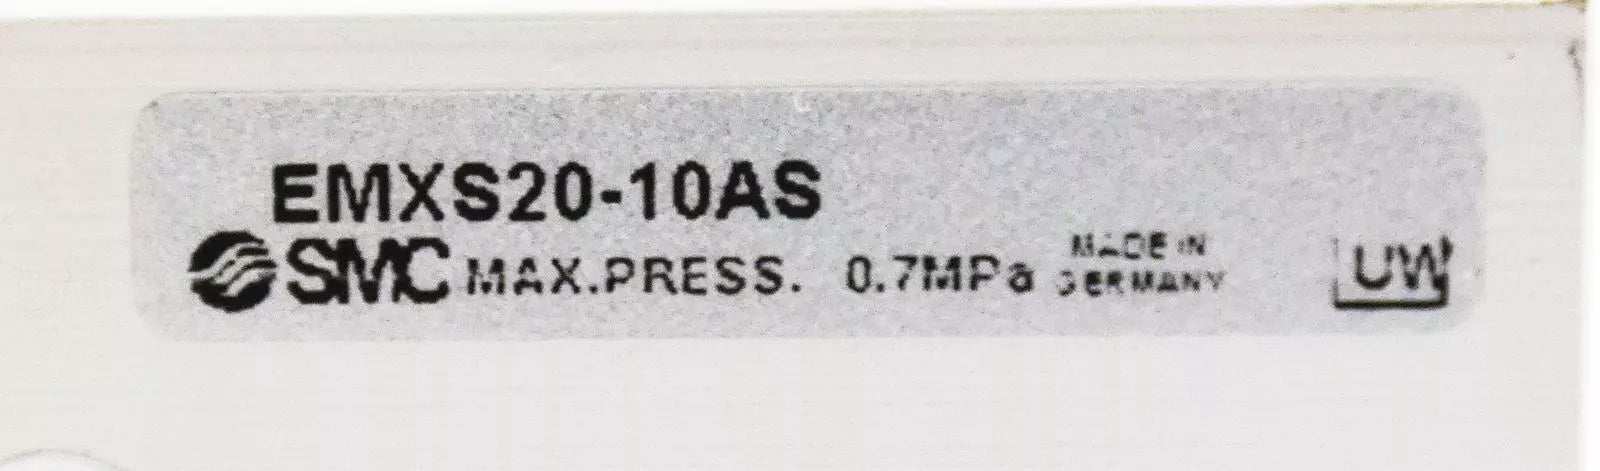 EMXS20-10AS
SMC MAX.PRESS. 0.7MPa MADE IN GERMANY UW